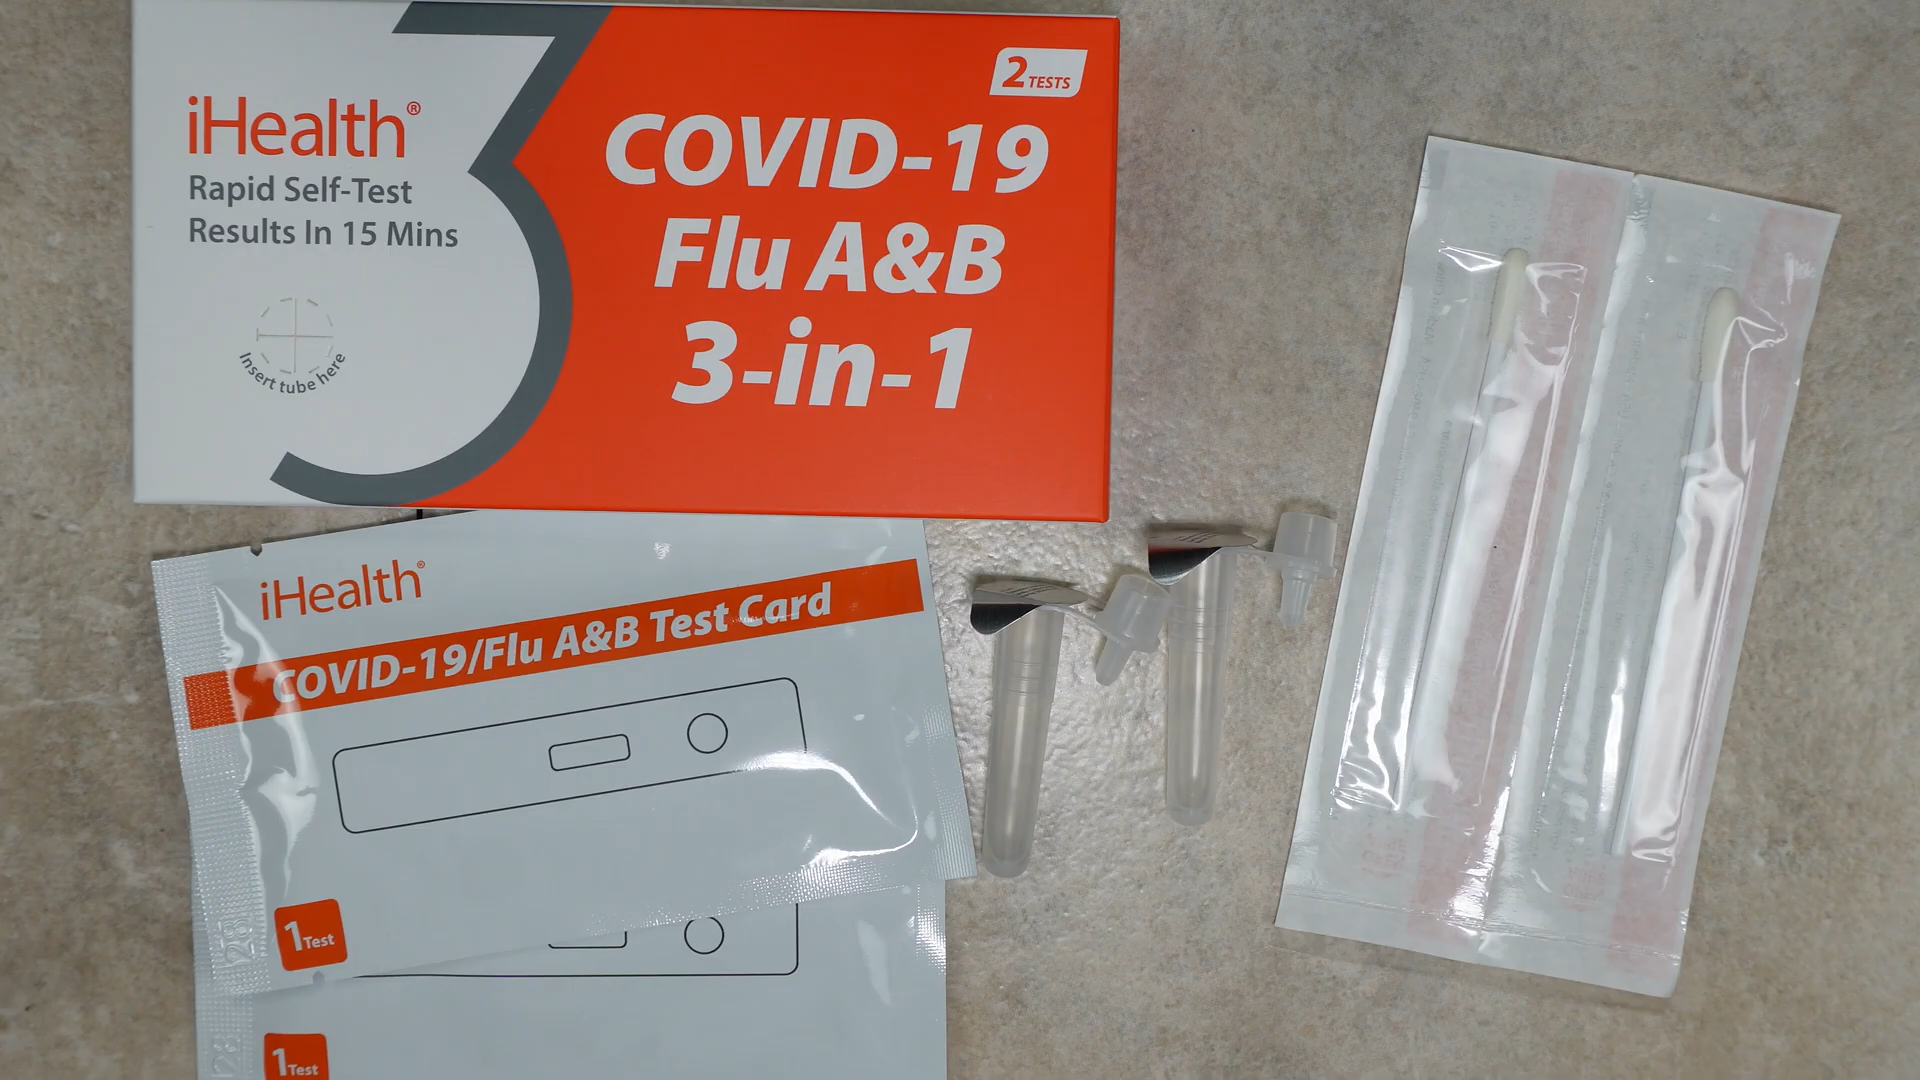 iHealth®
Rapid Self-Test
Results In 15 Mins
Insert tube here
3
2 TESTS
COVID-19
Flu A&B
3-in-1
iHealth®
COVID-19/Flu A&B Test Card
1 Test
1 Test